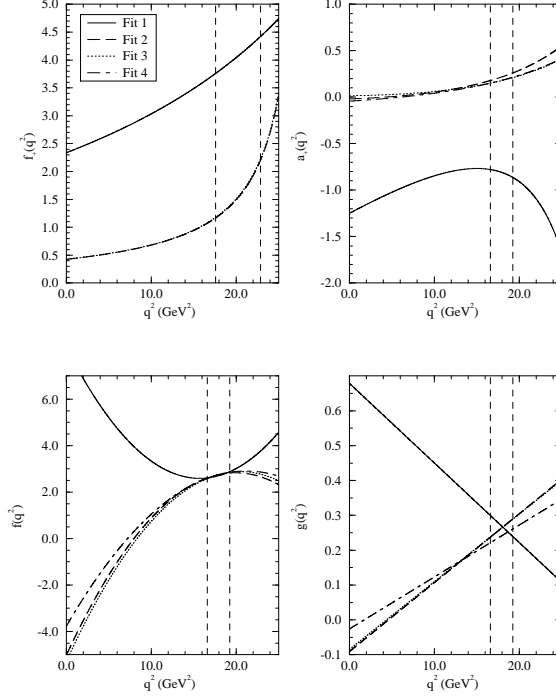 5.0
4.5
4.0
3.5
3.0
2.5
2.0
1.5
1.0
0.5
0.0
f₊(q²)
Fit 1
Fit 2
Fit 3
Fit 4
0.0 10.0 20.0
q² (GeV²)
1.0
0.5
0.0
-0.5
-1.0
-1.5
-2.0
a₊(q²)
0.0 10.0 20.0
q² (GeV²)
6.0
4.0
2.0
0.0
-2.0
-4.0
f(q²)
0.0 10.0 20.0
q² (GeV²)
0.7
0.6
0.5
0.4
0.3
0.2
0.1
0.0
-0.1
g(q²)
0.0 10.0 20.0
q² (GeV²)